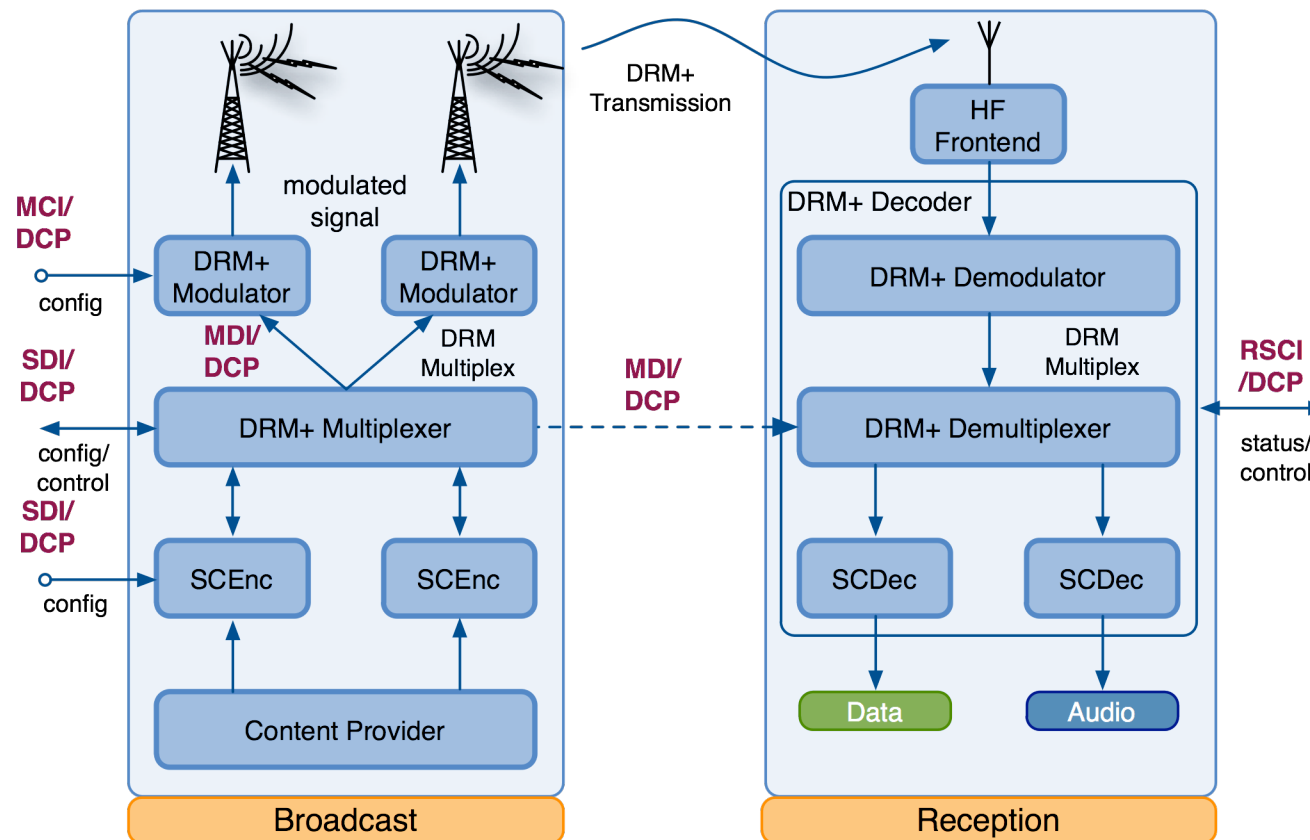 DRM+
Transmission
HF
Frontend
modulated
signal
MCI/
DCP
config
DRM+
Modulator
DRM+
Modulator
DRM+ Decoder
DRM+ Demodulator
MDI/
DCP
DRM
Multiplex
DRM
Multiplex
SDI/
DCP
config/
control
DRM+ Multiplexer
MDI/
DCP
DRM+ Demultiplexer
RSCI
/DCP
status/
control
SDI/
DCP
config
SCEnc
SCEnc
SCDec
SCDec
Content Provider
Data
Audio
Broadcast
Reception